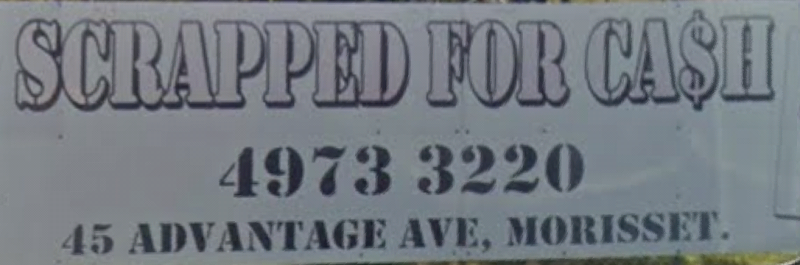 SCRAPPED FOR CA$H
4973 3220
45 ADVANTAGE AVE, MORISSET.